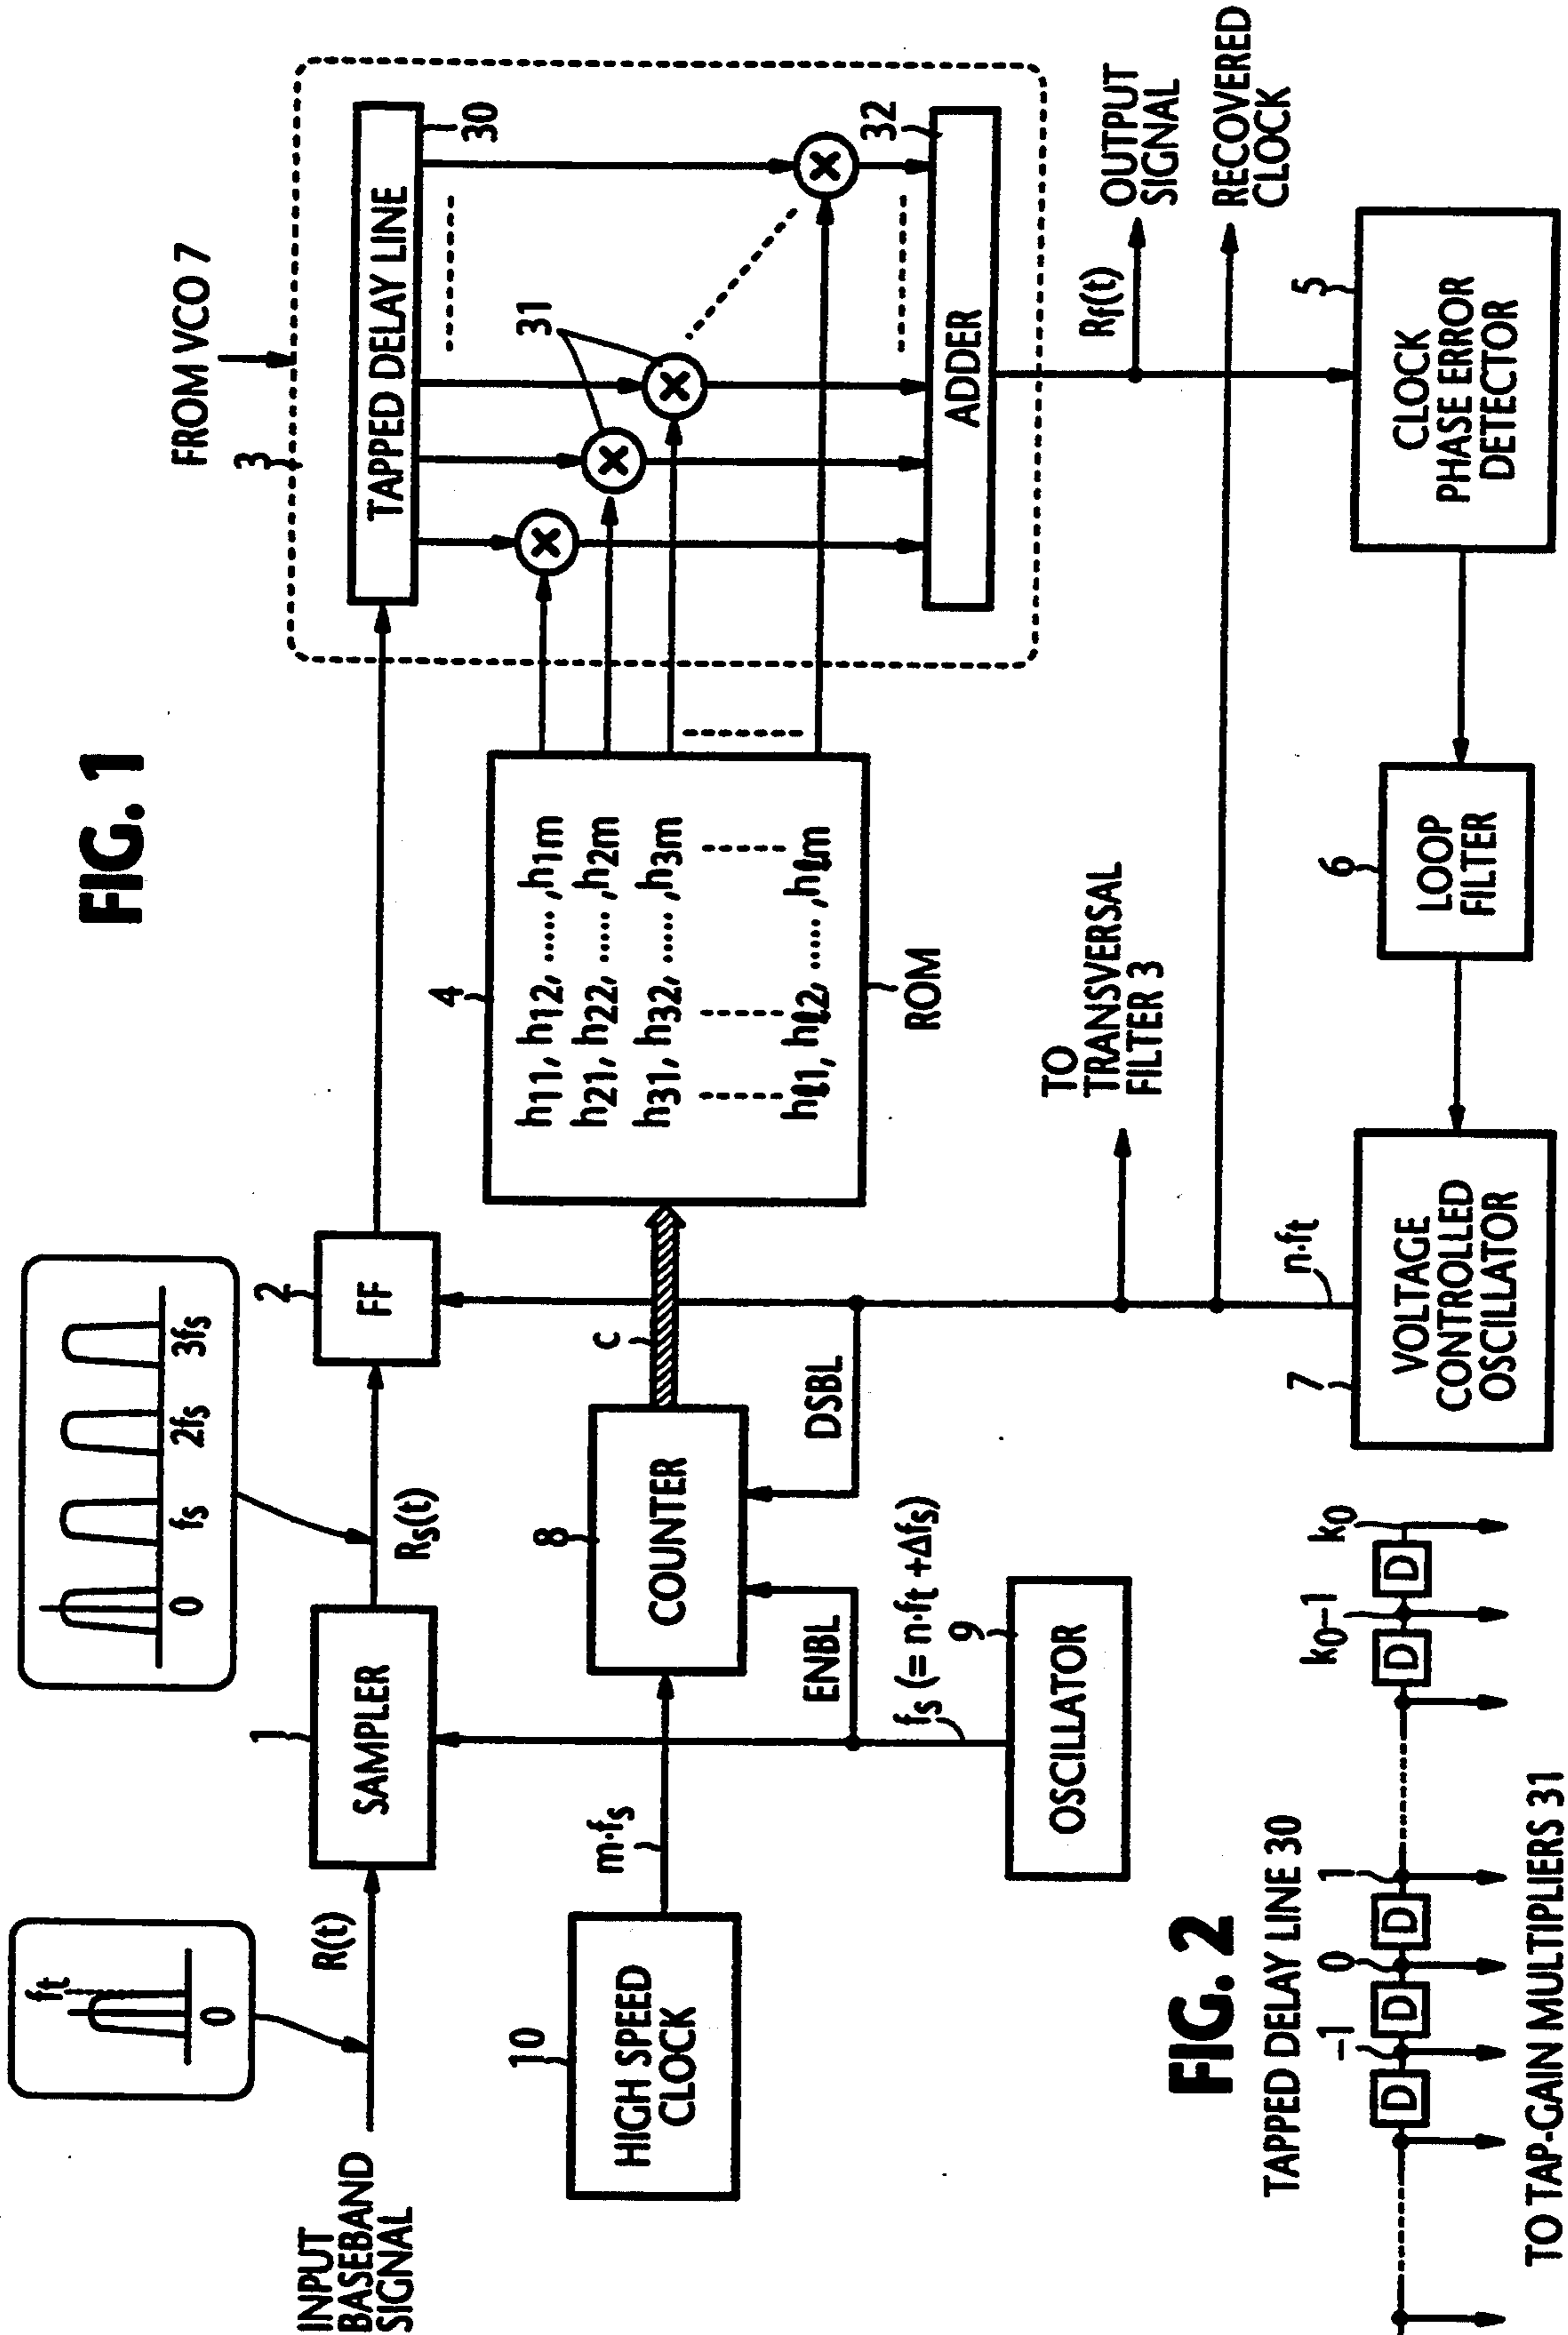 FIG. 1
INPUT
BASEBAND
SIGNAL
R(t)
ft
0
1
SAMPLER
Rs(t)
0
fs
2fs
3fs
2
FF
FROM VCO 7
3
TAPPED DELAY LINE
30
31
32
ADDER
10
HIGH SPEED
CLOCK
m·fs
8
COUNTER
ENBL
DSBL
C
4
h11, h12, ..... ,h1m
h21, h22, ..... ,h2m
h31, h32, ..... ,h3m
hℓ1, hℓ2, ..... ,hℓm
ROM
fs (= n·ft +Δfs)
9
OSCILLATOR
TO
TRANSVERSAL
FILTER 3
Rf(t)
OUTPUT
SIGNAL
RECOVERED
CLOCK
n·ft
7
VOLTAGE
CONTROLLED
OSCILLATOR
6
LOOP
FILTER
5
CLOCK
PHASE ERROR
DETECTOR
FIG. 2
TAPPED DELAY LINE 30
−1
0
1
k0−1
k0
D
D
D
D
D
TO TAP-GAIN MULTIPLIERS 31